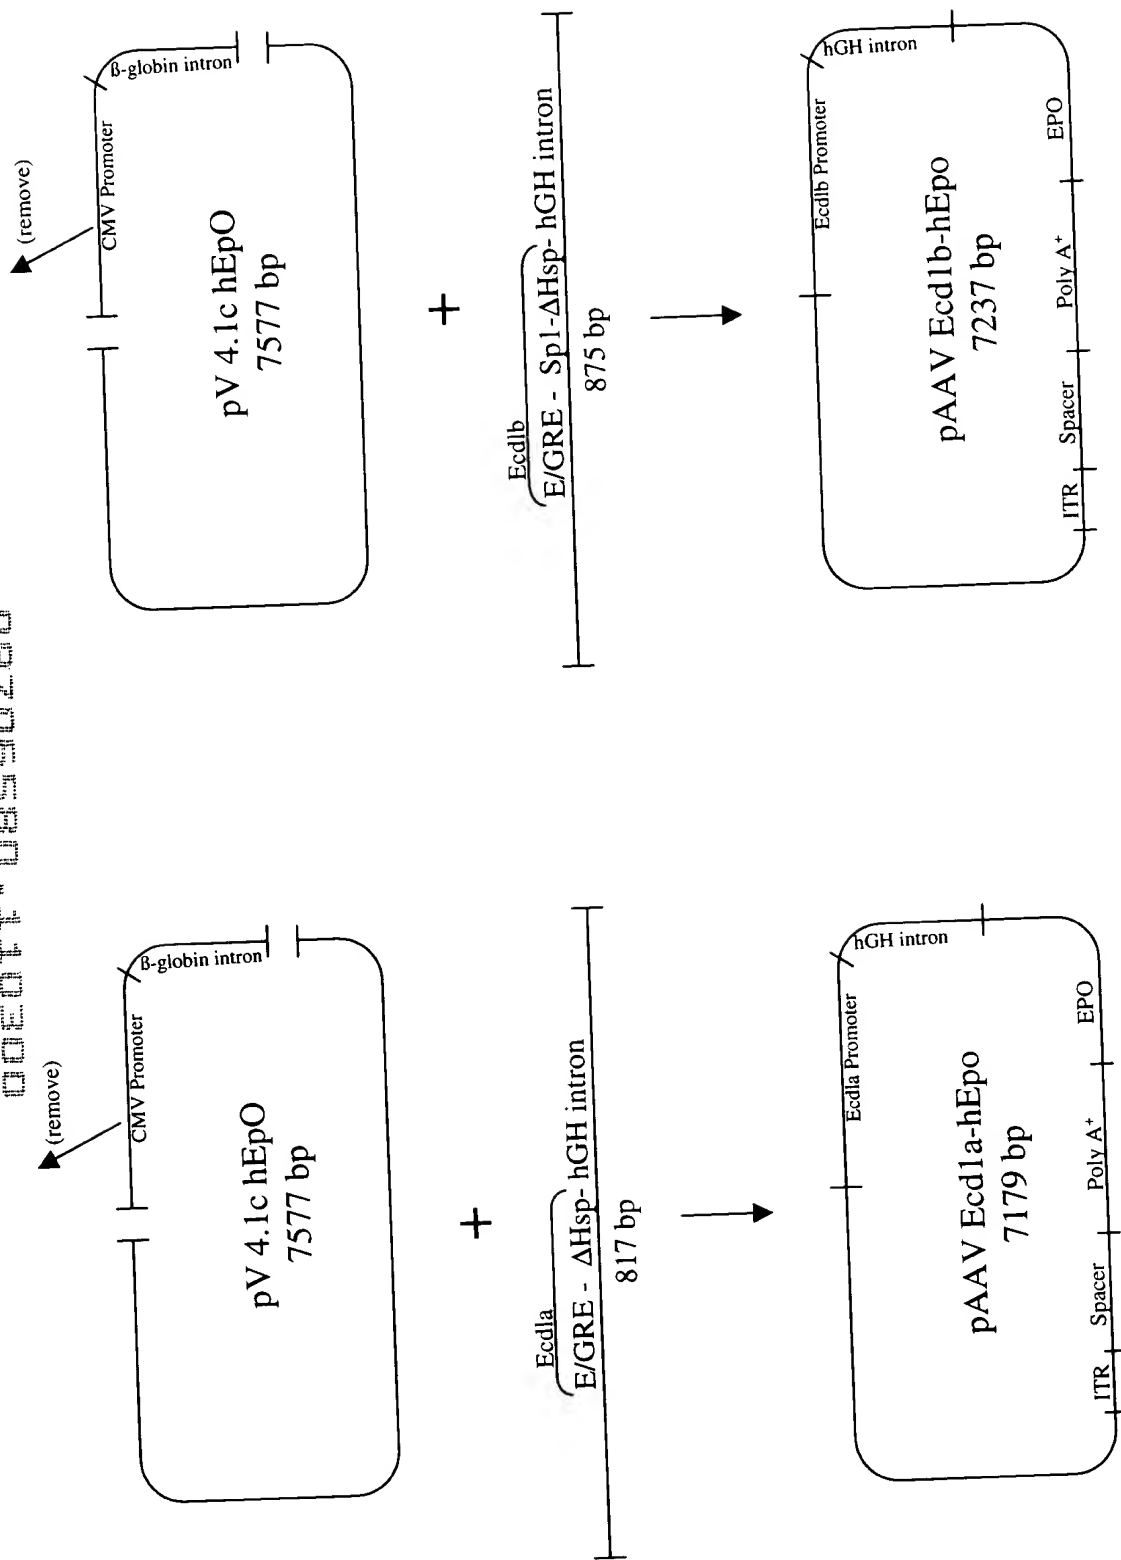 (remove)
CMV Promoter
β-globin intron
pV 4.1c hEpO
7577 bp
+
Ecdla
E/GRE - ΔHsp- hGH intron
817 bp
Ecdla Promoter
hGH intron
pAAV Ecd1a-hEpo
7179 bp
ITR
Spacer
Poly A⁺
EPO
(remove)
CMV Promoter
β-globin intron
pV 4.1c hEpO
7577 bp
+
Ecdlb
E/GRE - Sp1-ΔHsp- hGH intron
875 bp
Ecdlb Promoter
hGH intron
pAAV Ecd1b-hEpo
7237 bp
ITR
Spacer
Poly A⁺
EPO